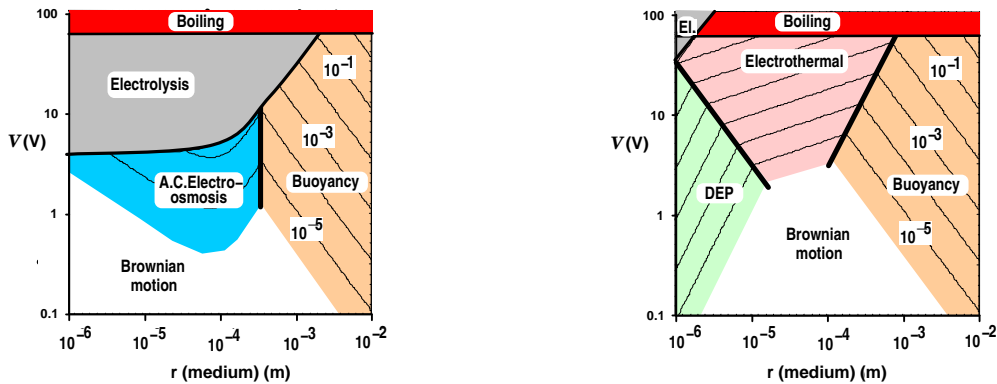 100
10
1
0.1
V(V)
Boiling
Electrolysis
A.C.Electro–
osmosis
Buoyancy
10⁻¹
10⁻³
10⁻⁵
Brownian
motion
10⁻⁶ 10⁻⁵ 10⁻⁴ 10⁻³ 10⁻²
r (medium) (m)
100
10
1
0.1
V(V)
El.
Boiling
Electrothermal
DEP
Buoyancy
10⁻¹
10⁻³
10⁻⁵
Brownian
motion
10⁻⁶ 10⁻⁵ 10⁻⁴ 10⁻³ 10⁻²
r (medium) (m)